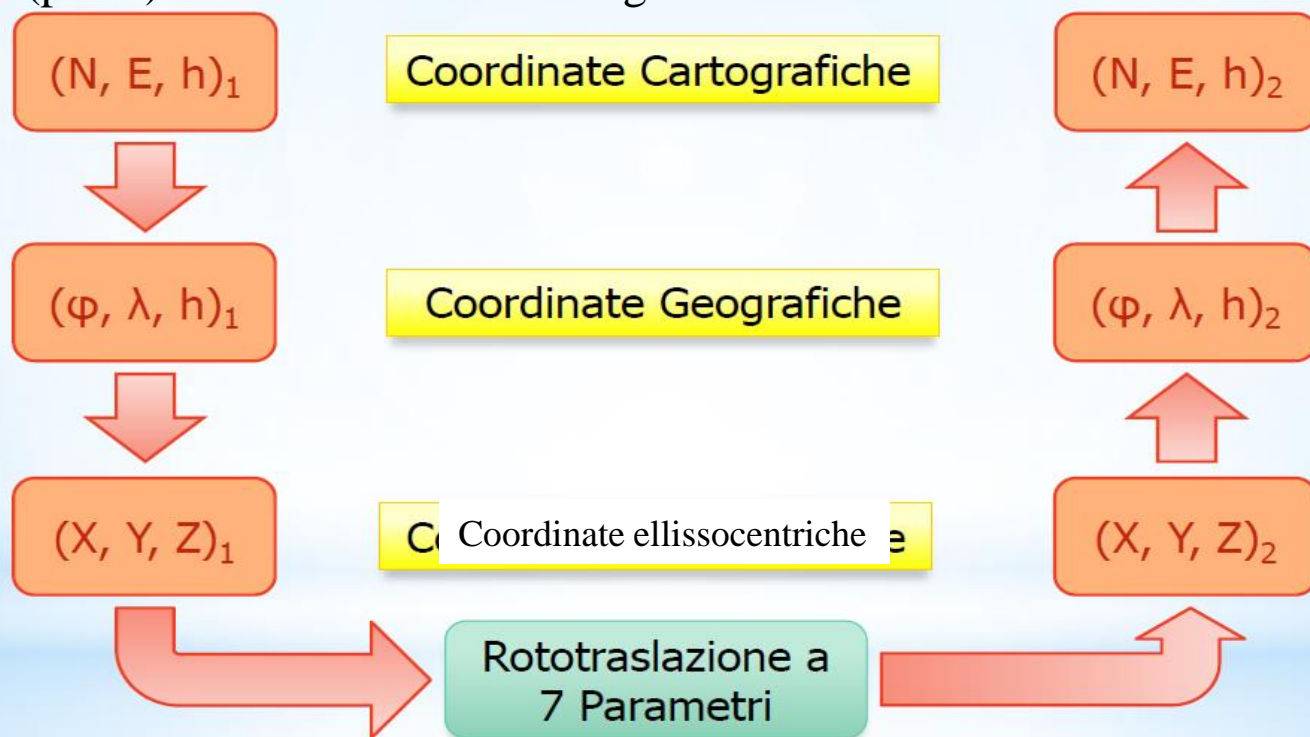 (N, E, h)₁ Coordinate Cartografiche (N, E, h)₂
(φ, λ, h)₁ Coordinate Geografiche (φ, λ, h)₂
(X, Y, Z)₁ Coordinate ellissocentriche (X, Y, Z)₂
Rototraslazione a
7 Parametri